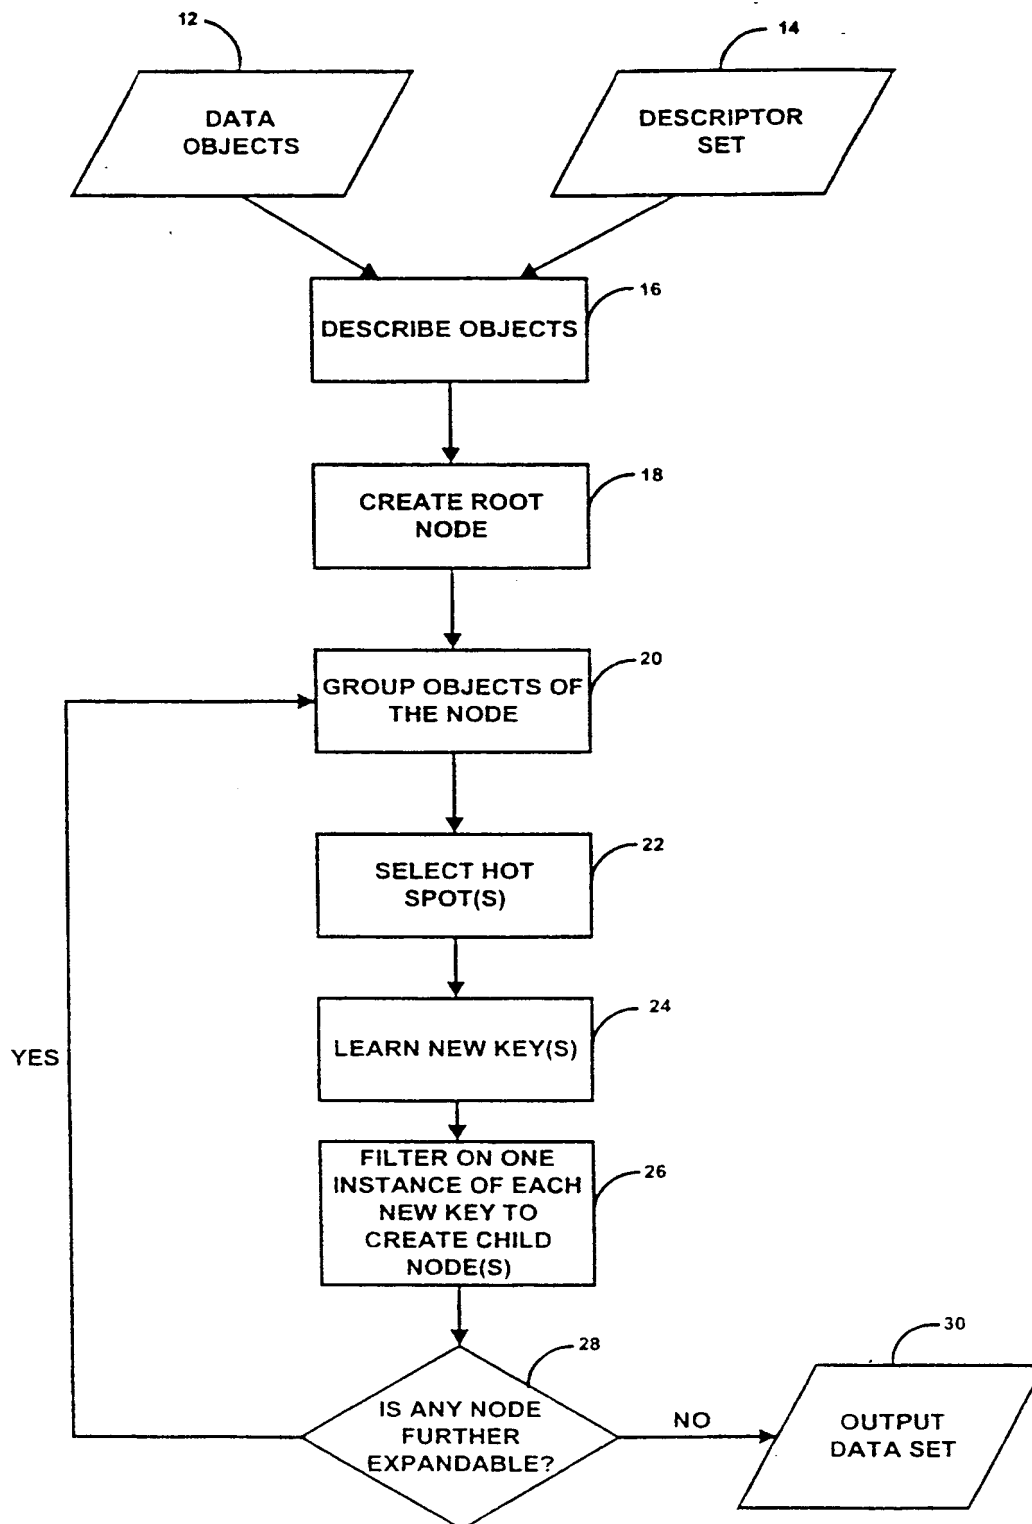 12
14
DATA
OBJECTS
DESCRIPTOR
SET
16
DESCRIBE OBJECTS
18
CREATE ROOT
NODE
20
GROUP OBJECTS OF
THE NODE
22
SELECT HOT
SPOT(S)
24
LEARN NEW KEY(S)
YES
26
FILTER ON ONE
INSTANCE OF EACH
NEW KEY TO
CREATE CHILD
NODE(S)
28
30
IS ANY NODE
FURTHER
EXPANDABLE?
NO
OUTPUT
DATA SET